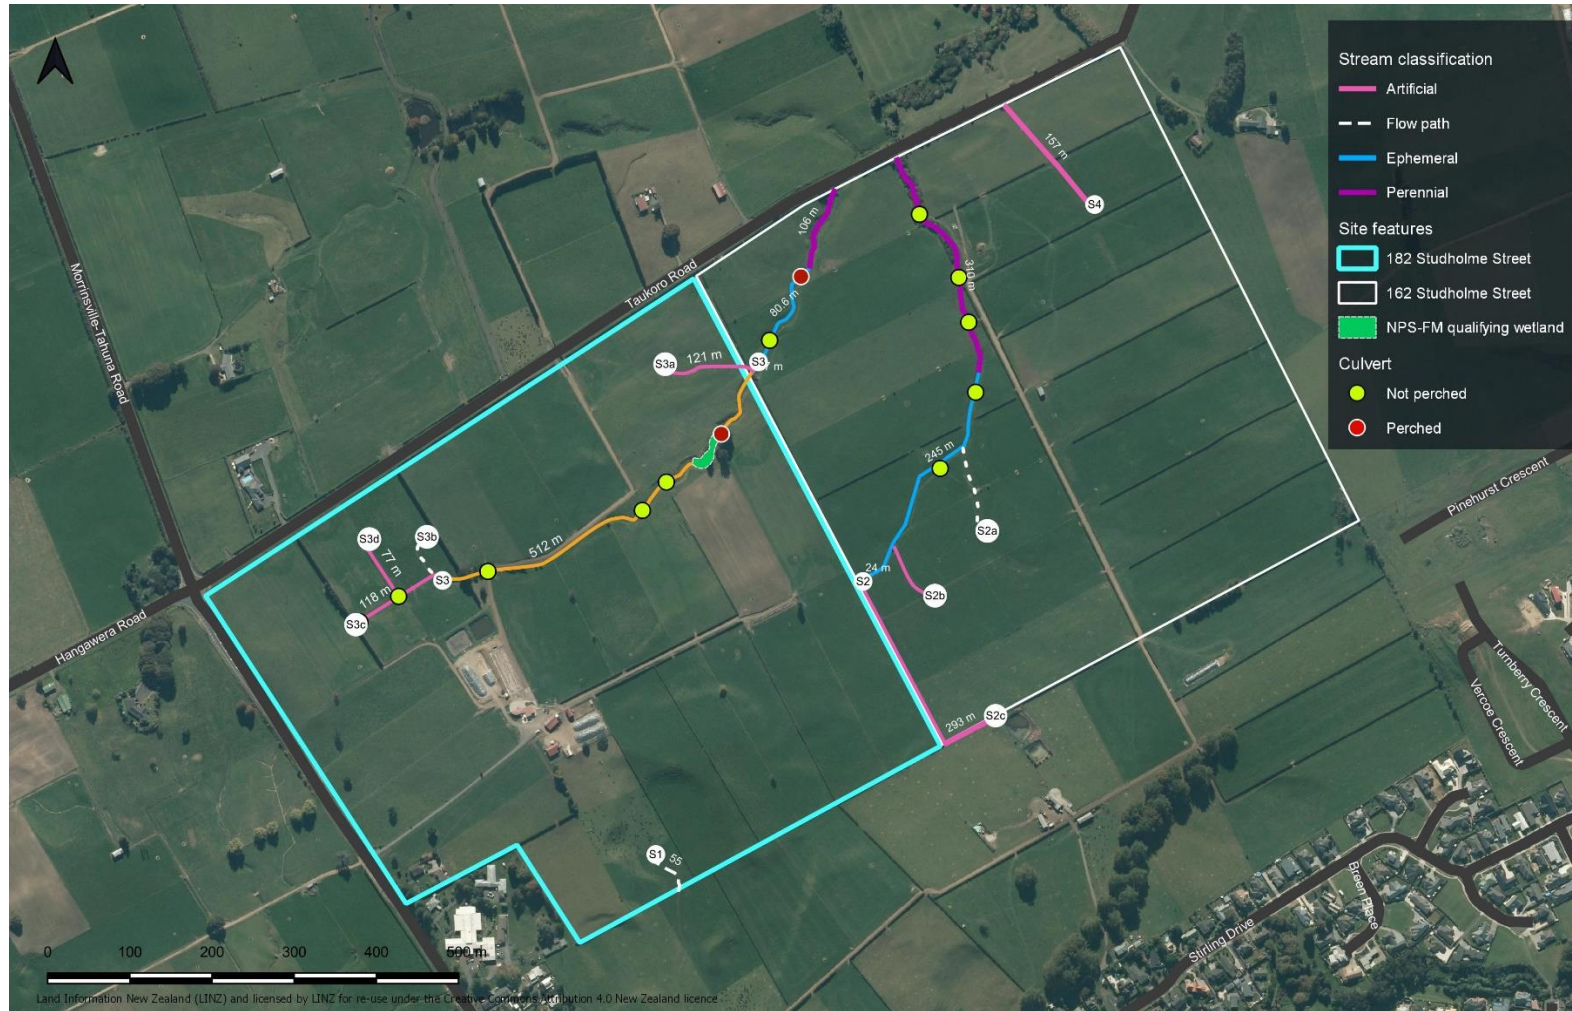 Stream classification
Artificial
Flow path
Ephemeral
Perennial
Site features
182 Studholme Street
162 Studholme Street
NPS-FM qualifying wetland
Culvert
Not perched
Perched
157 m
S4
106 m
310 m
80.6 m
Taukoro Road
Morrinsville-Tahuna Road
S3a
121 m
S3
m
245 m
S2a
Pinehurst Crescent
S3d
S3b
77 m
512 m
S3
118 m
S3c
24 m
S2
S2b
Hangawera Road
Turnberry Crescent
Vercoe Crescent
293 m
S2c
S1
55
Breen Place
Stirling Drive
0 100 200 300 400 500 m
Land Information New Zealand (LINZ) and licensed by LINZ for re-use under the Creative Commons Attribution 4.0 New Zealand licence